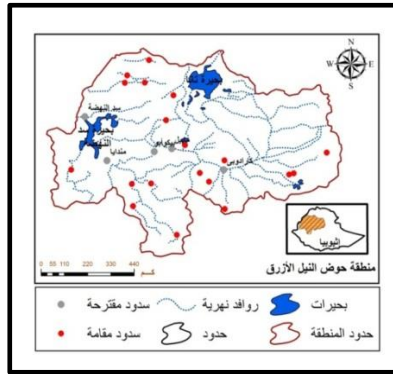 N
W E
S
بحيرة تانا
سد النهضة
بحيرة سد
النهضة
مندايا
كرادوبي
إثيوبيا
منطقة حوض النيل الأزرق
0 55 110 220 330 440
كم
بحيرات
روافد نهرية
سدود مقترحة
حدود المنطقة
حدود
سدود مقامة